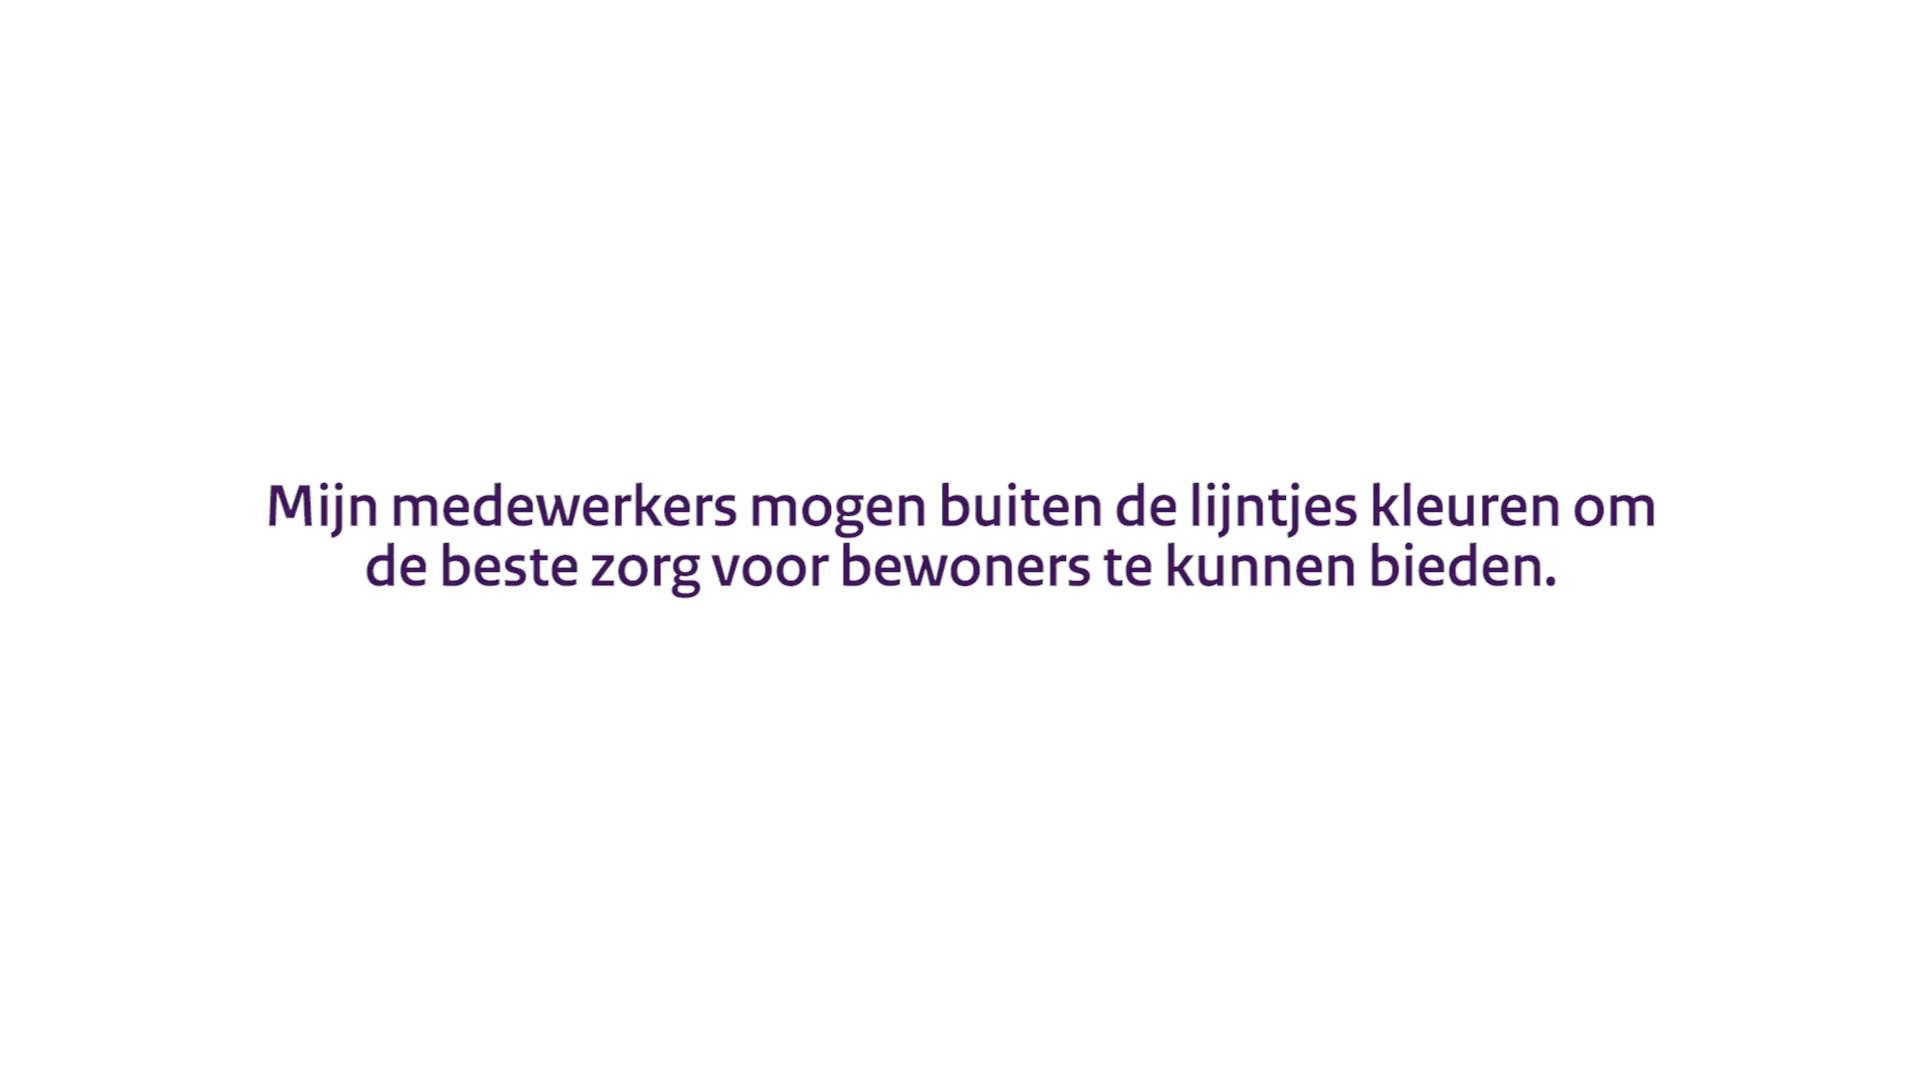 Mijn medewerkers mogen buiten de lijntjes kleuren om
de beste zorg voor bewoners te kunnen bieden.